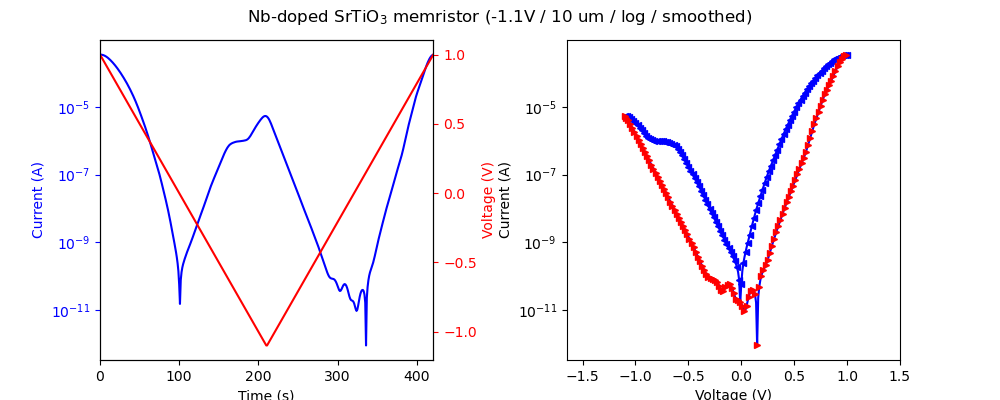 Nb-doped SrTiO₃ memristor (-1.1V / 10 um / log / smoothed)
Current (A)
10⁻⁵
10⁻⁷
10⁻⁹
10⁻¹¹
0 100 200 300 400
Time (s)
1.0
0.5
0.0
−0.5
−1.0
Voltage (V)
Current (A)
10⁻⁵
10⁻⁷
10⁻⁹
10⁻¹¹
−1.5 −1.0 −0.5 0.0 0.5 1.0 1.5
Voltage (V)